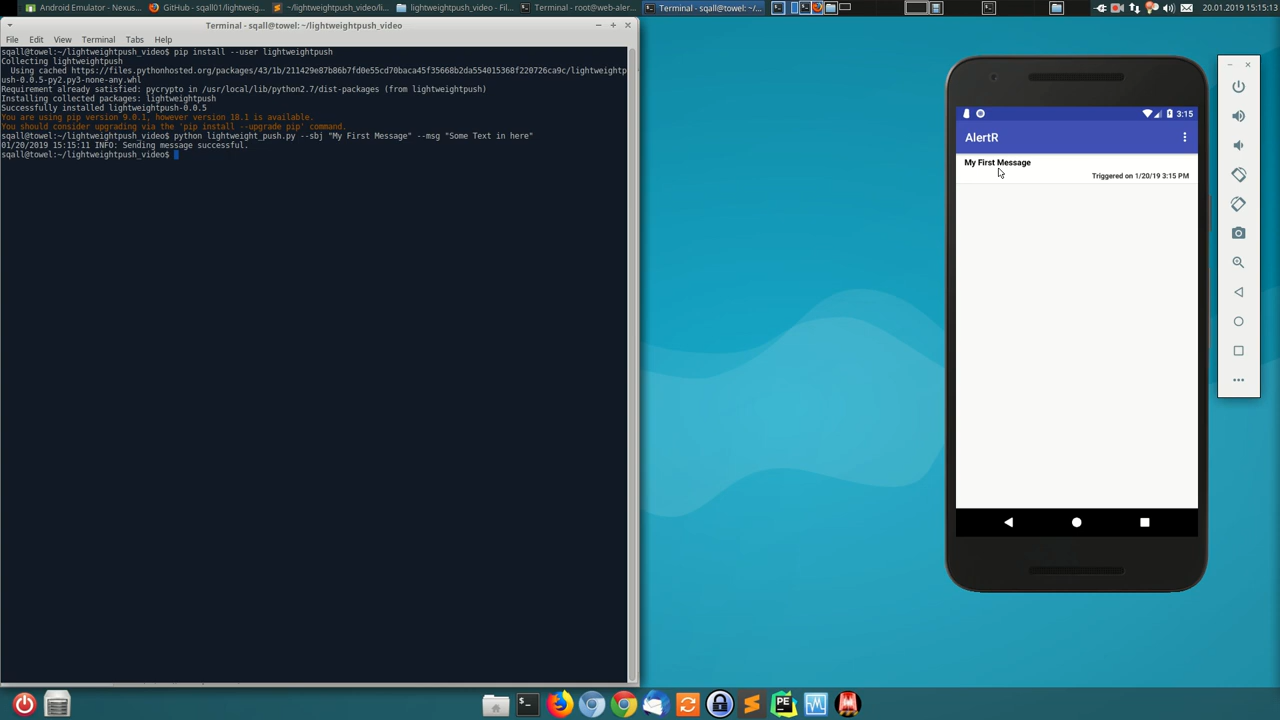 Android Emulator - Nexus...
GitHub - sqall01/lightweig...
~/lightweightpush_video/li...
lightweightpush_video - Fil...
Terminal - root@web-aler...
Terminal - sqall@towel: ~/...
20.01.2019 15:15:13
Terminal - sqall@towel: ~/lightweightpush_video
File Edit View Terminal Tabs Help
sqall@towel:~/lightweightpush_video$ pip install --user lightweightpush
Collecting lightweightpush
Using cached https://files.pythonhosted.org/packages/43/1b/211429e87b86b7fd0e55cd70baca45f35668b2da554015368f220726ca9c/lightweightp
ush-0.0.5-py2.py3-none-any.whl
Requirement already satisfied: pycrypto in /usr/local/lib/python2.7/dist-packages (from lightweightpush)
Installing collected packages: lightweightpush
Successfully installed lightweightpush-0.0.5
You are using pip version 9.0.1, however version 18.1 is available.
You should consider upgrading via the 'pip install --upgrade pip' command.
sqall@towel:~/lightweightpush_video$ python lightweight_push.py --sbj "My First Message" --msg "Some Text in here"
01/20/2019 15:15:11 INFO: Sending message successful.
sqall@towel:~/lightweightpush_video$
3:15
AlertR
My First Message
Triggered on 1/20/19 3:15 PM
PE